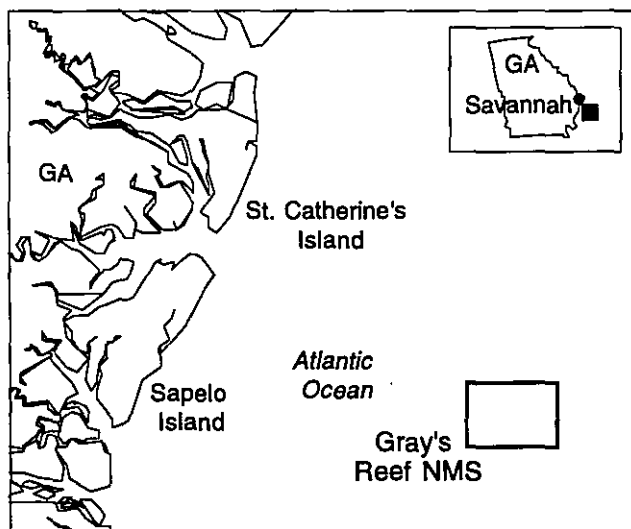 GA
Savannah
GA
St. Catherine's
Island
Atlantic
Ocean
Sapelo
Island
Gray's
Reef NMS